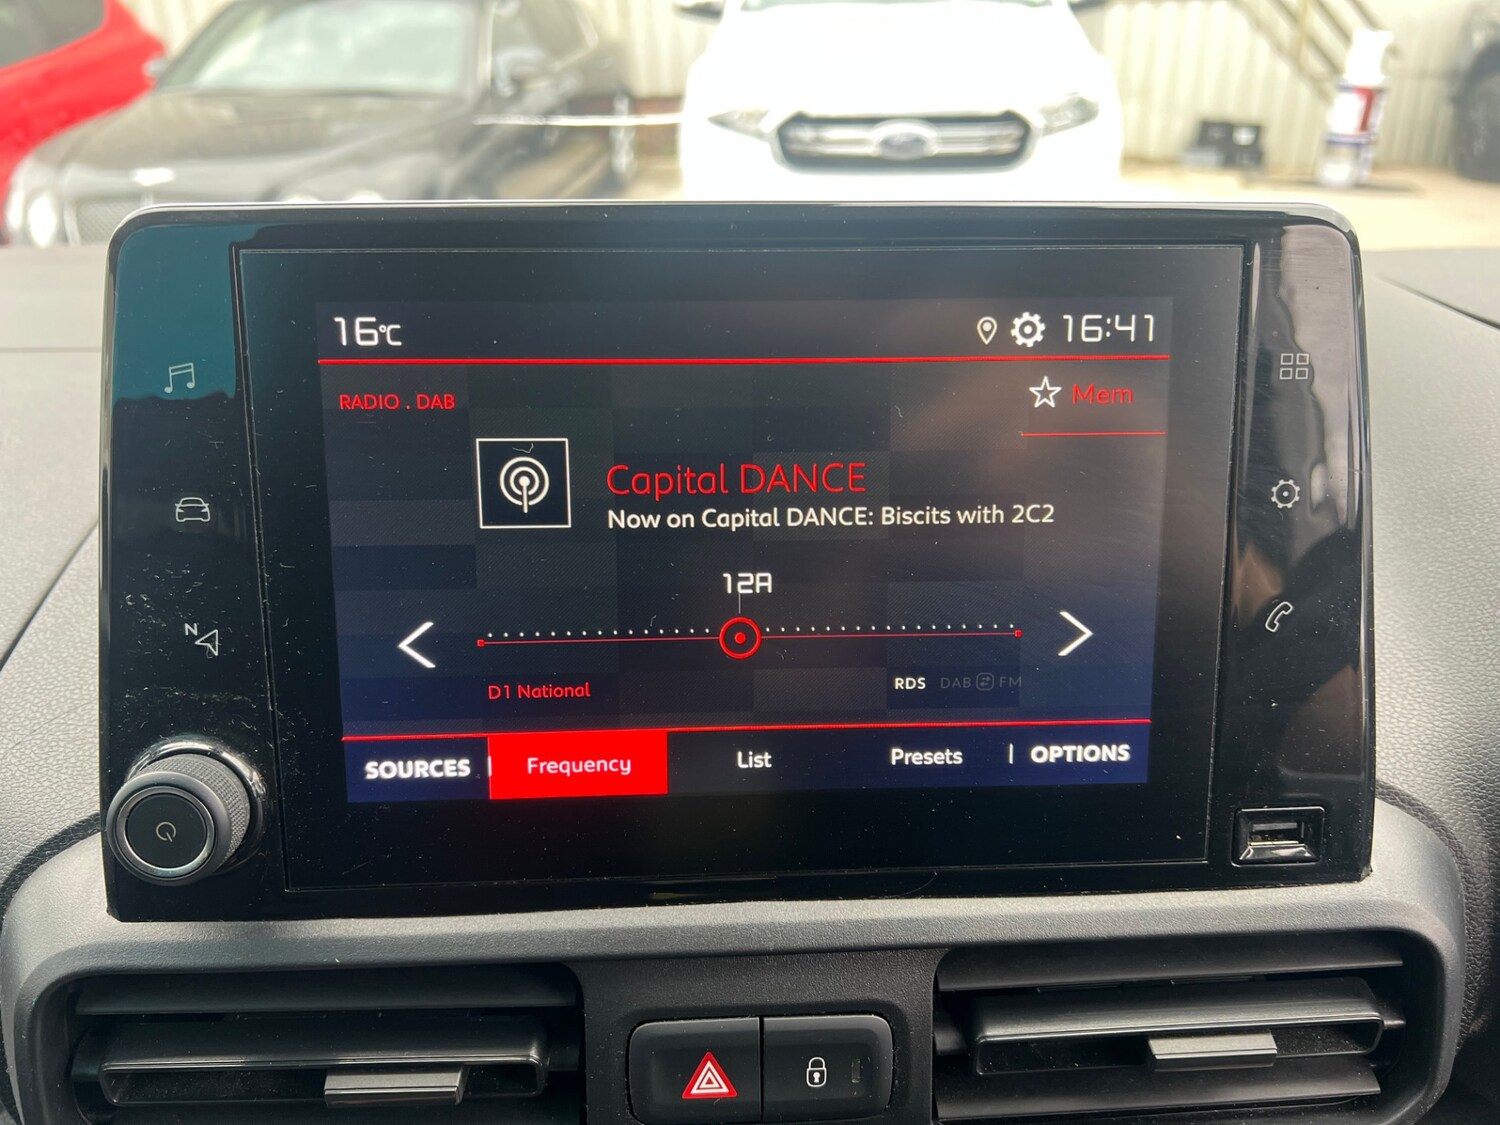 16°C
16:41
RADIO . DAB
Mem
Capital DANCE
Now on Capital DANCE: Biscits with 2C2
12A
D1 National
RDS DAB FM
SOURCES Frequency List Presets OPTIONS
N